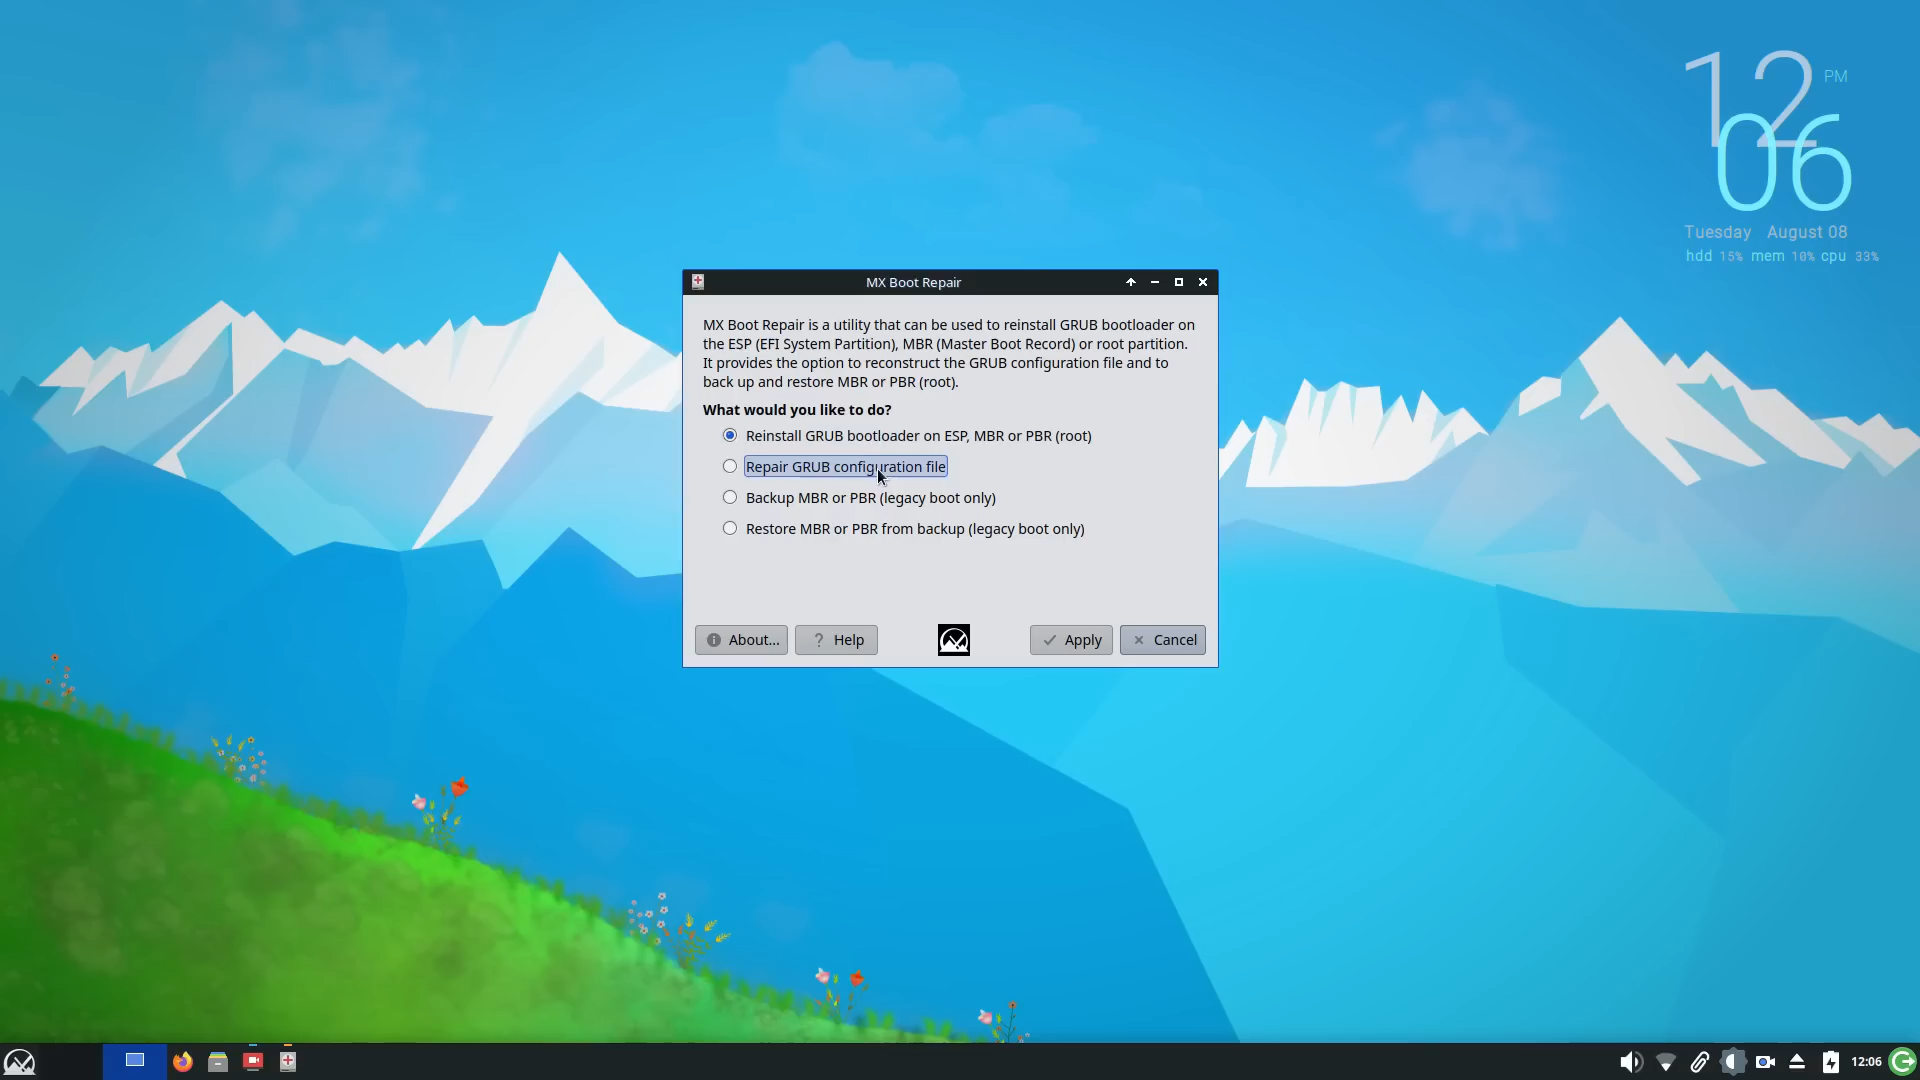 12 PM
06
Tuesday August 08
hdd 15% mem 10% cpu 33%
MX Boot Repair
MX Boot Repair is a utility that can be used to reinstall GRUB bootloader on
the ESP (EFI System Partition), MBR (Master Boot Record) or root partition.
It provides the option to reconstruct the GRUB configuration file and to
back up and restore MBR or PBR (root).
What would you like to do?
Reinstall GRUB bootloader on ESP, MBR or PBR (root)
Repair GRUB configuration file
Backup MBR or PBR (legacy boot only)
Restore MBR or PBR from backup (legacy boot only)
About... Help Apply Cancel
12:06